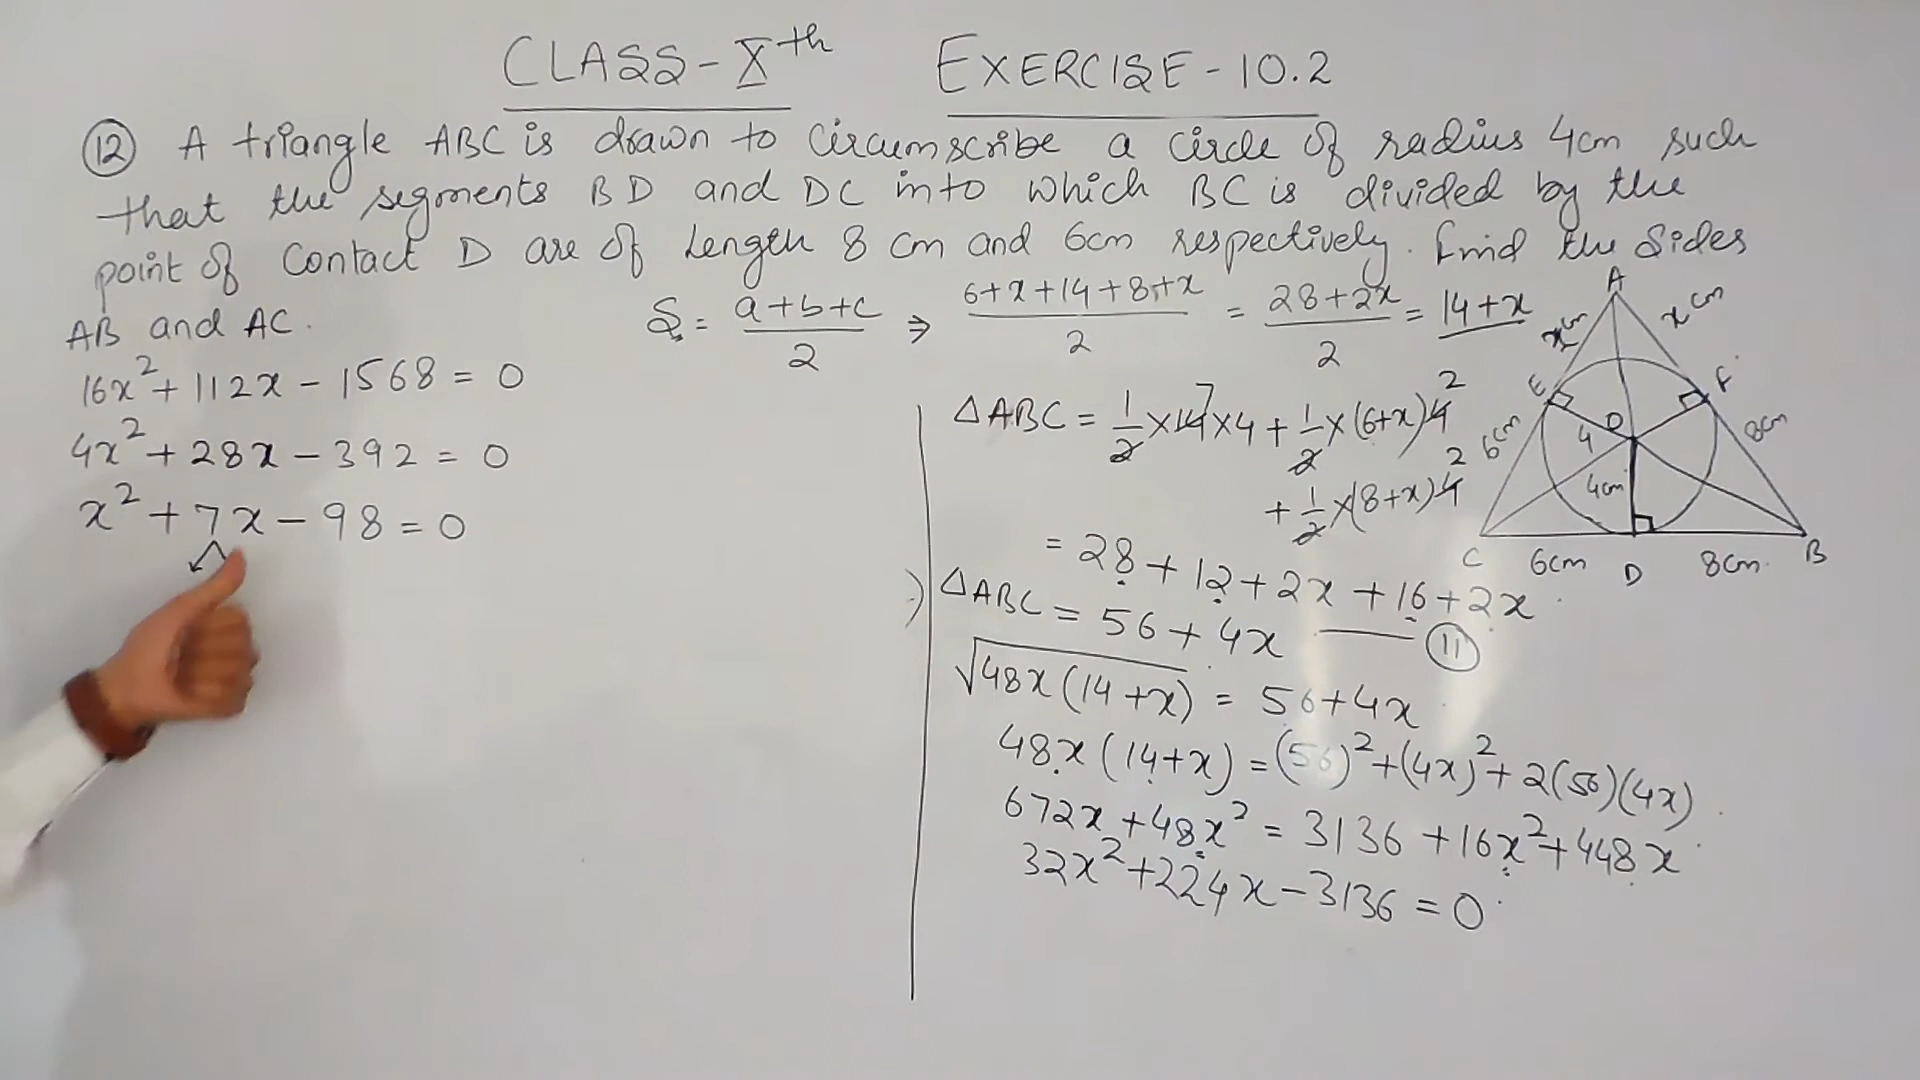 CLASS-Xth EXERCISE-10.2
12 A triangle ABC is drawn to circumscribe a circle of radius 4cm such
that the segments BD and DC into which BC is divided by the
point of Contact D are of length 8 cm and 6cm respectively. Find the Sides
AB and AC.
S = a+b+c/2 ⇒ 6+x+14+8+x/2 = 28+2x/2 = 14+x
16x²+112x-1568=0
4x²+28x-392=0
x²+7x-98=0
△ABC = 1/2×14×4+1/2×(6+x)4
7 2
+1/2×(8+x)4
2
= 28+12+2x+16+2x
△ABC = 56+4x 11
√48x(14+x) = 56+4x
48x(14+x) = (56)²+(4x)²+2(56)(4x)
672x+48x² = 3136+16x²+448x
32x²+224x-3136=0
A
x cm x cm
E F
6cm 4 O 8cm
4cm
C 6cm D 8cm B